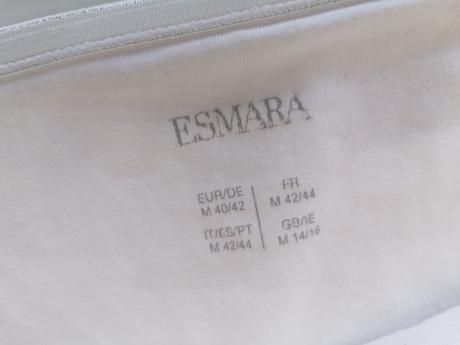 ESMARA
EUR/DE
M 40/42
FR
M 42/44
IT/ES/PT
M 42/44
GB/IE
M 14/16